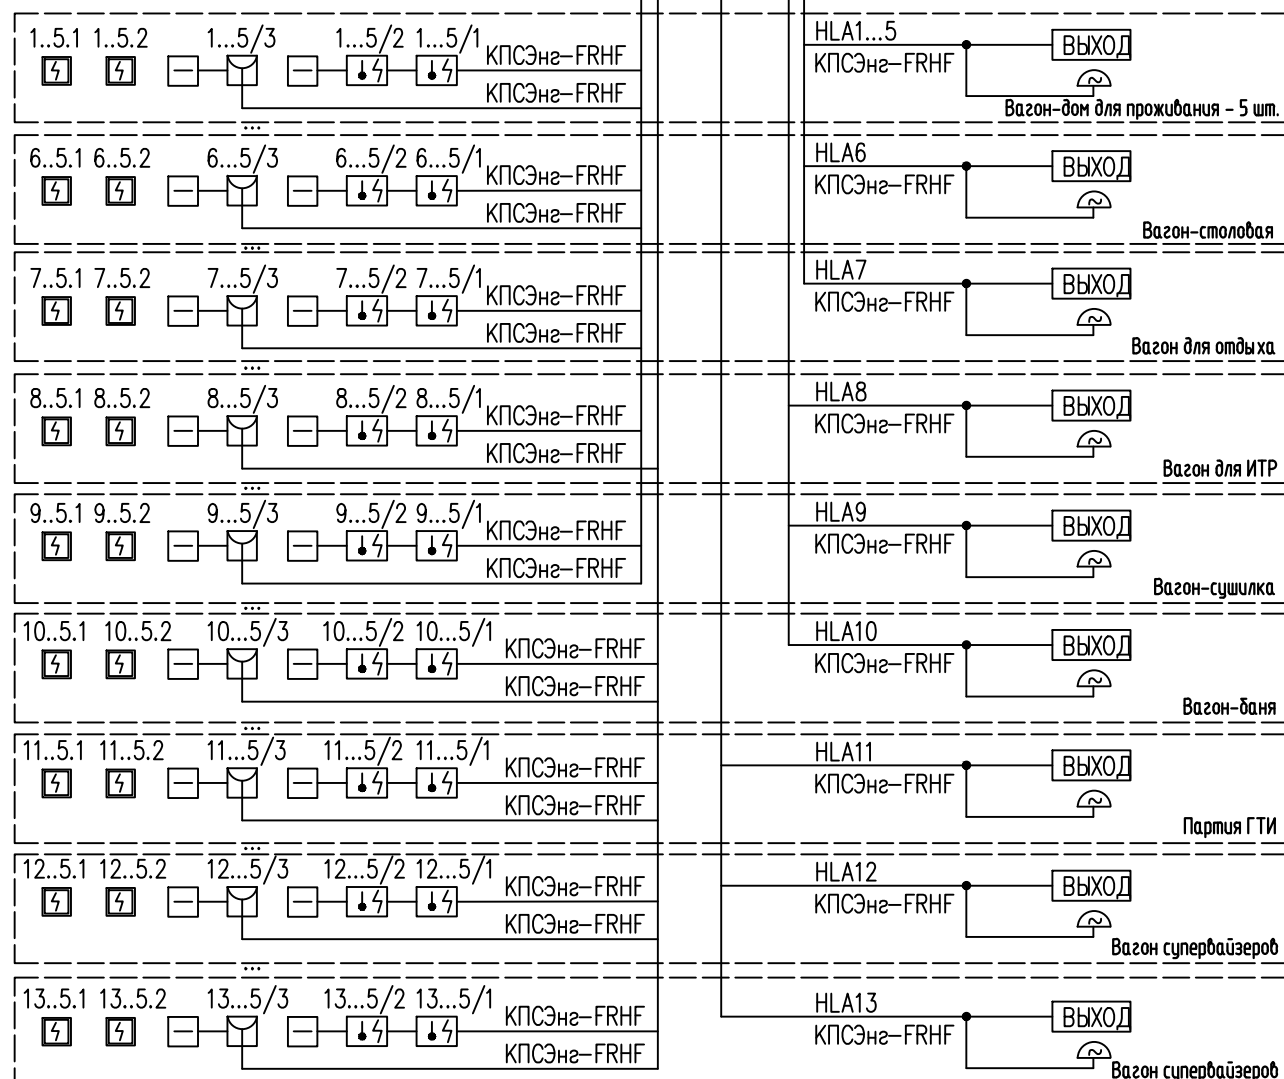 1..5.1 1..5.2 1...5/3 1...5/2 1...5/1 КПСЭнг-FRHF HLA1...5 ВЫХОД
КПСЭнг-FRHF КПСЭнг-FRHF
Вагон-дом для проживания - 5 шт.
...
6..5.1 6..5.2 6...5/3 6...5/2 6...5/1 КПСЭнг-FRHF HLA6 ВЫХОД
КПСЭнг-FRHF КПСЭнг-FRHF
Вагон-столовая
...
7..5.1 7..5.2 7...5/3 7...5/2 7...5/1 КПСЭнг-FRHF HLA7 ВЫХОД
КПСЭнг-FRHF КПСЭнг-FRHF
Вагон для отдыха
...
8..5.1 8..5.2 8...5/3 8...5/2 8...5/1 КПСЭнг-FRHF HLA8 ВЫХОД
КПСЭнг-FRHF КПСЭнг-FRHF
Вагон для ИТР
...
9..5.1 9..5.2 9...5/3 9...5/2 9...5/1 КПСЭнг-FRHF HLA9 ВЫХОД
КПСЭнг-FRHF КПСЭнг-FRHF
Вагон-сушилка
...
10..5.1 10..5.2 10...5/3 10...5/2 10...5/1 КПСЭнг-FRHF HLA10 ВЫХОД
КПСЭнг-FRHF КПСЭнг-FRHF
Вагон-баня
...
11..5.1 11..5.2 11...5/3 11...5/2 11...5/1 КПСЭнг-FRHF HLA11 ВЫХОД
КПСЭнг-FRHF КПСЭнг-FRHF
Партия ГТИ
...
12..5.1 12..5.2 12...5/3 12...5/2 12...5/1 КПСЭнг-FRHF HLA12 ВЫХОД
КПСЭнг-FRHF КПСЭнг-FRHF
Вагон супервайзеров
...
13..5.1 13..5.2 13...5/3 13...5/2 13...5/1 КПСЭнг-FRHF HLA13 ВЫХОД
КПСЭнг-FRHF КПСЭнг-FRHF
Вагон супервайзеров